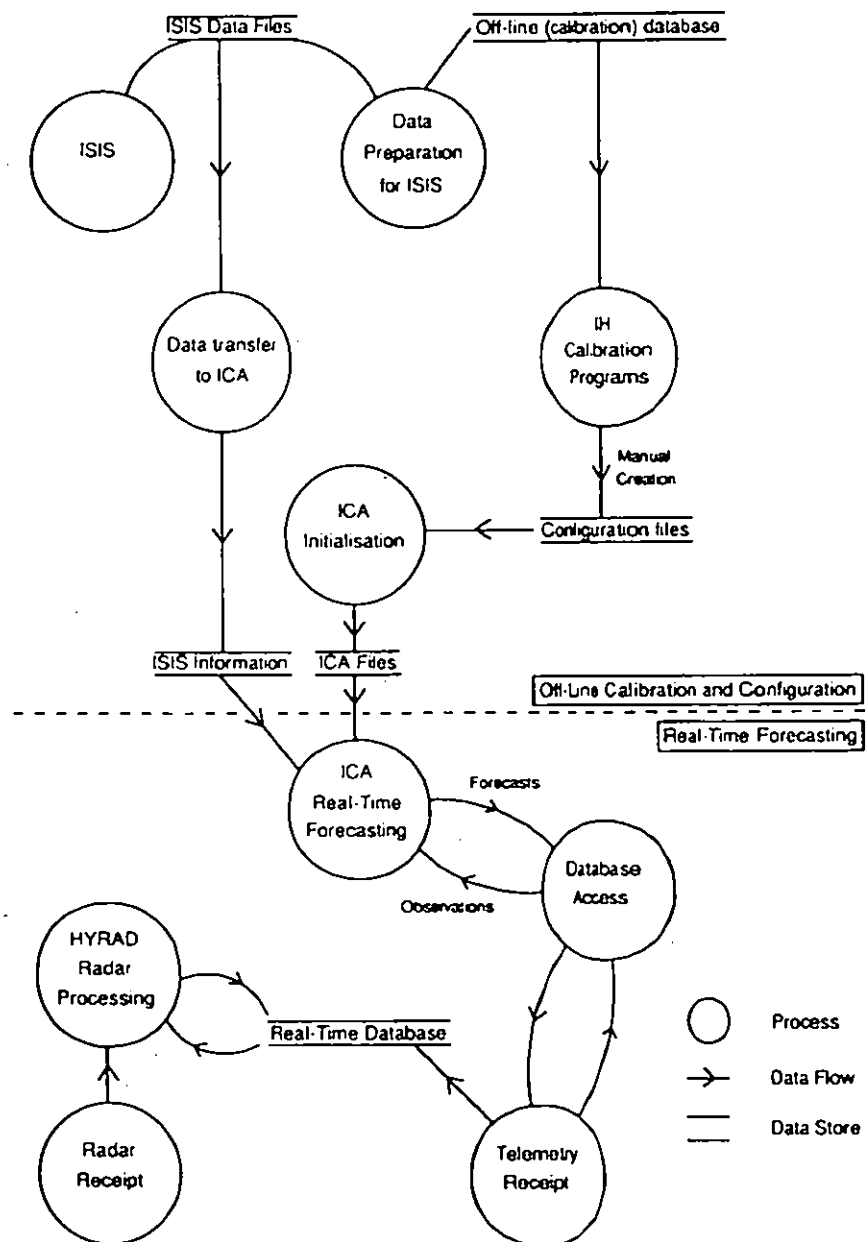 ISIS Data Files
Off-line (calibration) database
ISIS
Data
Preparation
for ISIS
Data transfer
to ICA
IH
Calibration
Programs
Manual
Creation
ICA
Initialisation
Configuration files
ISIS Information
ICA Files
Off-Line Calibration and Configuration
Real-Time Forecasting
ICA
Real-Time
Forecasting
Forecasts
Observations
Database
Access
HYRAD
Radar
Processing
Real-Time Database
Process
Data Flow
Data Store
Radar
Receipt
Telemetry
Receipt